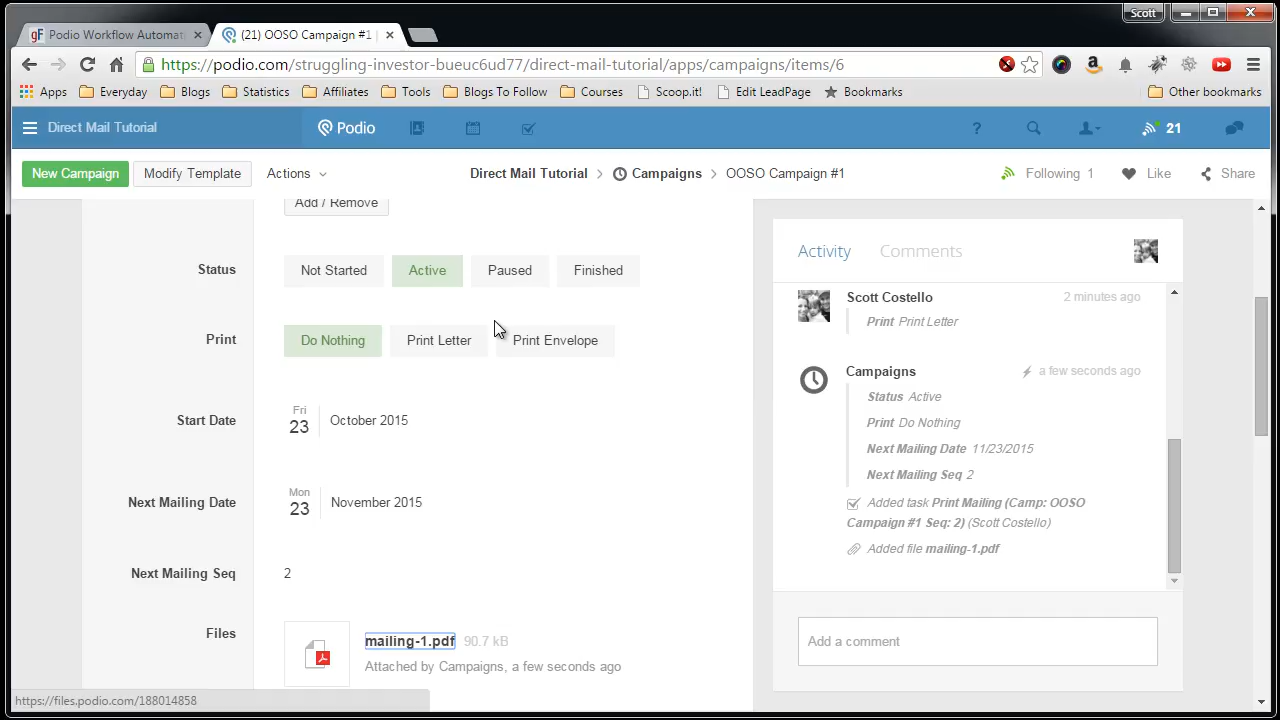 Scott
Podio Workflow Automat
(21) OOSO Campaign #1 |
https://podio.com/struggling-investor-bueuc6ud77/direct-mail-tutorial/apps/campaigns/items/6
Apps Everyday Blogs Statistics Affiliates Tools Blogs To Follow Courses Scoop.it! Edit LeadPage Bookmarks Other bookmarks
Direct Mail Tutorial Podio ? 21
New Campaign Modify Template Actions Direct Mail Tutorial > Campaigns > OOSO Campaign #1 Following 1 Like Share
Add / Remove
Status Not Started Active Paused Finished
Print Do Nothing Print Letter Print Envelope
Start Date Fri 23 October 2015
Next Mailing Date Mon 23 November 2015
Next Mailing Seq 2
Files mailing-1.pdf 90.7 kB
Attached by Campaigns, a few seconds ago
Activity Comments
Scott Costello 2 minutes ago
Print Print Letter
Campaigns a few seconds ago
Status Active
Print Do Nothing
Next Mailing Date 11/23/2015
Next Mailing Seq 2
Added task Print Mailing (Camp: OOSO
Campaign #1 Seq: 2) (Scott Costello)
Added file mailing-1.pdf
Add a comment
https://files.podio.com/188014858